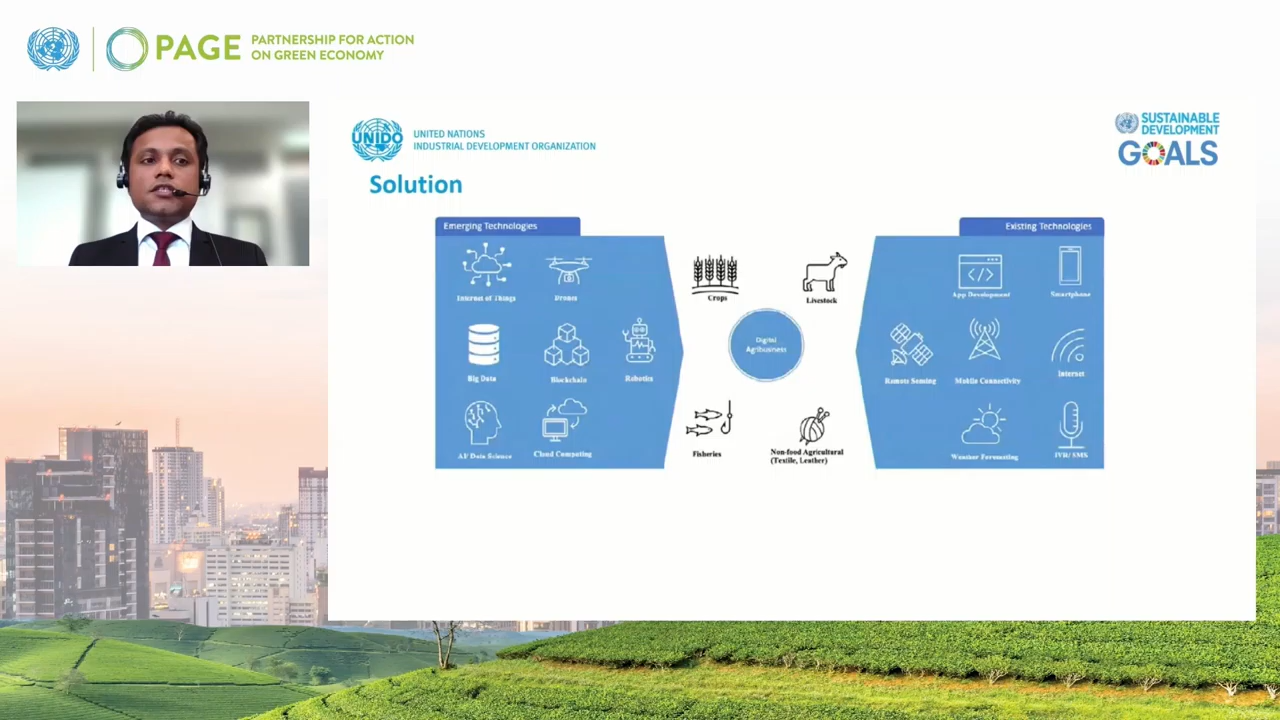 PAGE
PARTNERSHIP FOR ACTION
ON GREEN ECONOMY
UNIDO
UNITED NATIONS
INDUSTRIAL DEVELOPMENT ORGANIZATION
SUSTAINABLE
DEVELOPMENT
GOALS
Solution
Emerging Technologies
Existing Technologies
Internet of Things
Drones
Big Data
Blockchain
Robotics
AI/ Data Science
Cloud Computing
Crops
Livestock
Digital
Agribusiness
Fisheries
Non-food Agricultural
(Textile, Leather)
App Development
Smartphone
Remote Sensing
Mobile Connectivity
Internet
Weather Forecasting
IVR/ SMS